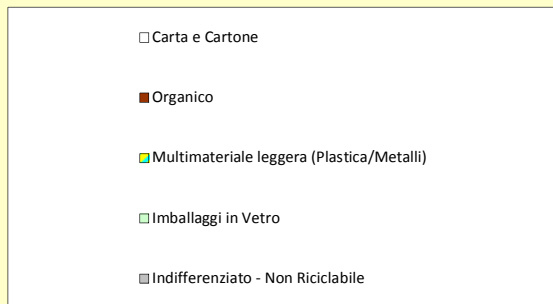 Carta e Cartone
Organico
Multimateriale leggera (Plastica/Metalli)
Imballaggi in Vetro
Indifferenziato - Non Riciclabile